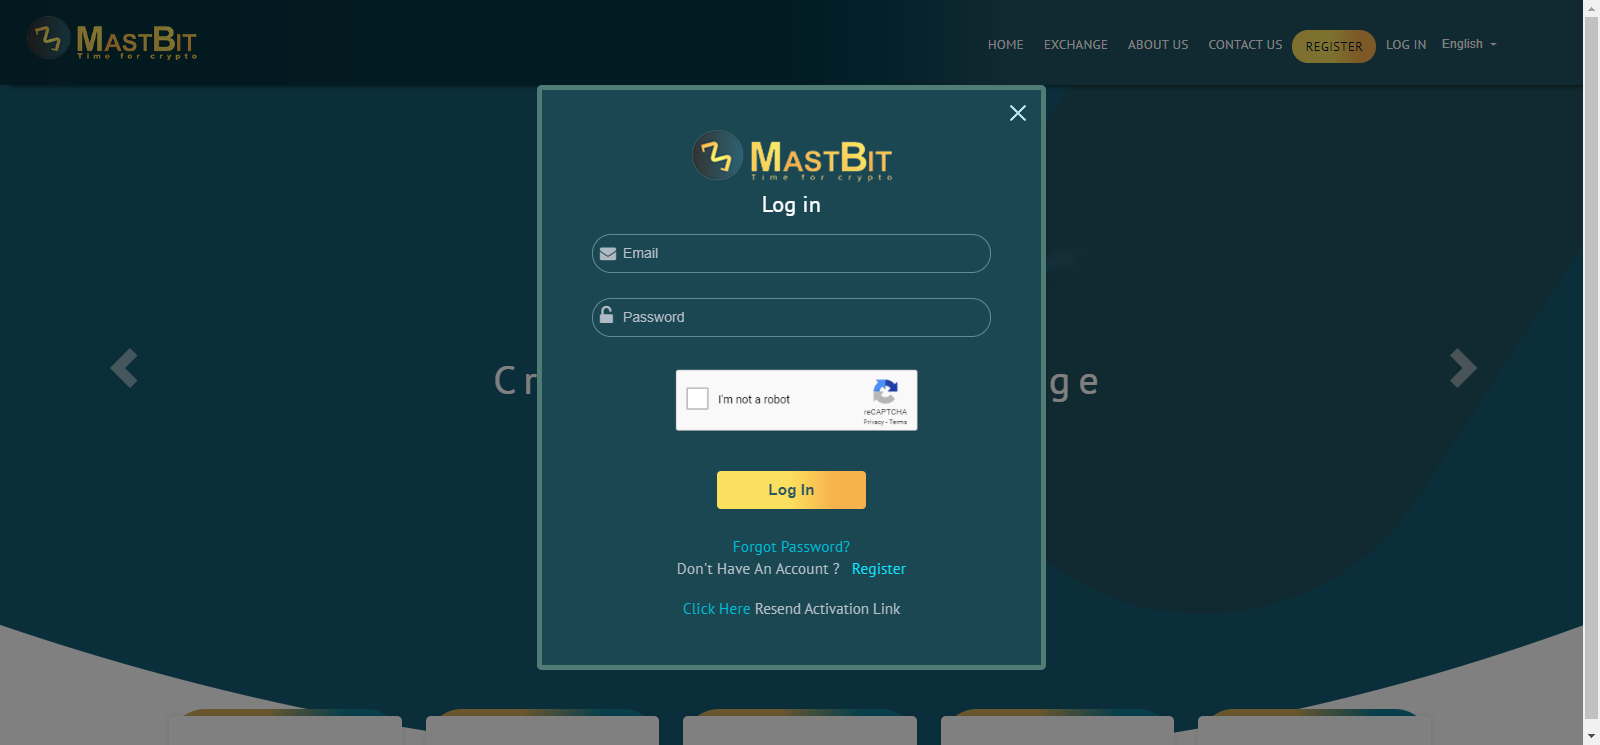 MASTBIT
Time for crypto
HOME EXCHANGE ABOUT US CONTACT US REGISTER LOG IN English
MASTBIT
Time for crypto
Log in
Email
Password
I'm not a robot
reCAPTCHA
Privacy - Terms
Cr
ge
Log In
Forgot Password?
Don't Have An Account ? Register
Click Here Resend Activation Link